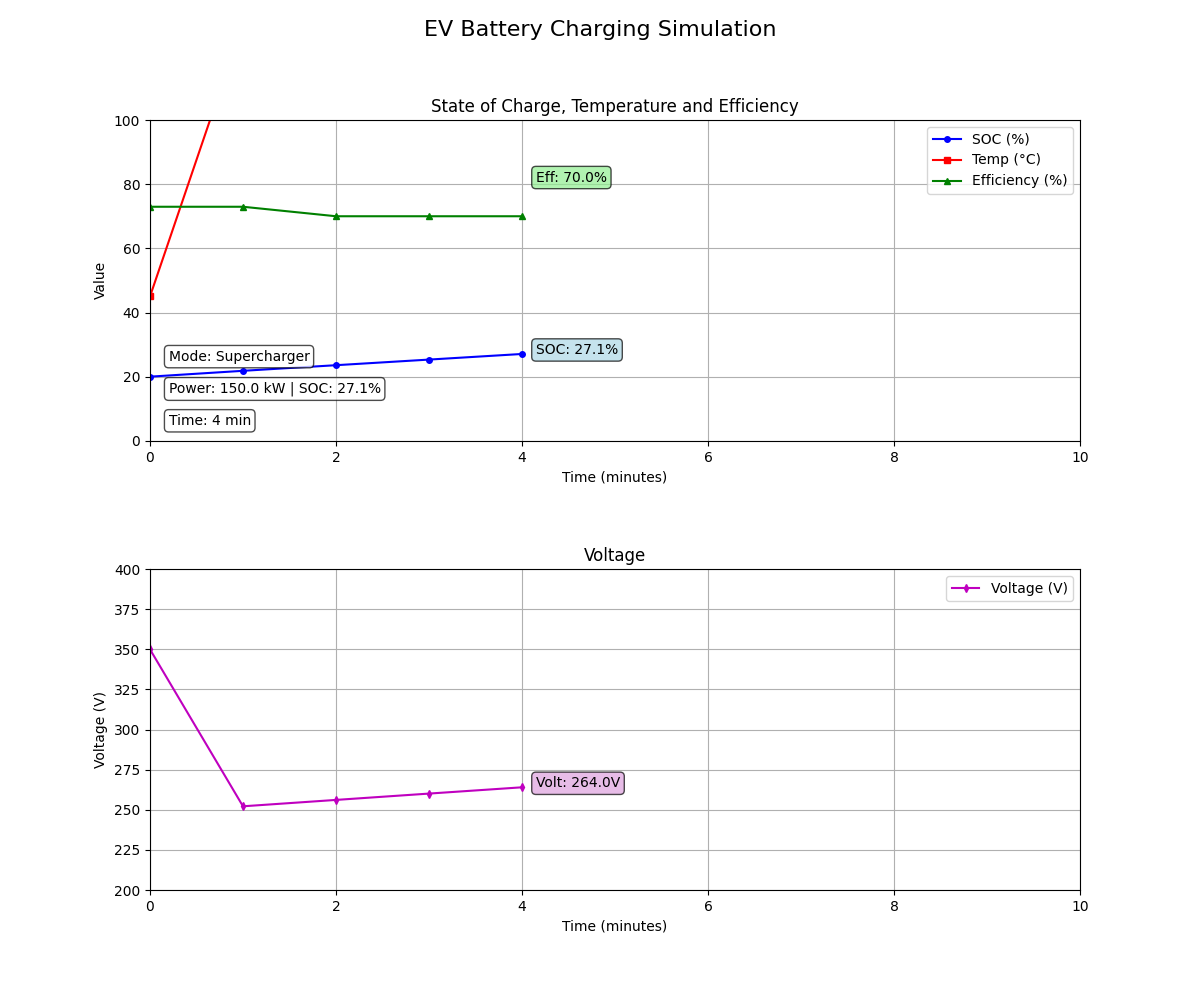 EV Battery Charging Simulation
State of Charge, Temperature and Efficiency
100
80
60
40
20
0
Value
SOC (%)
Temp (°C)
Efficiency (%)
Eff: 70.0%
SOC: 27.1%
Mode: Supercharger
Power: 150.0 kW | SOC: 27.1%
Time: 4 min
0 2 4 6 8 10
Time (minutes)
Voltage
400
375
350
325
300
275
250
225
200
Voltage (V)
Voltage (V)
Volt: 264.0V
0 2 4 6 8 10
Time (minutes)